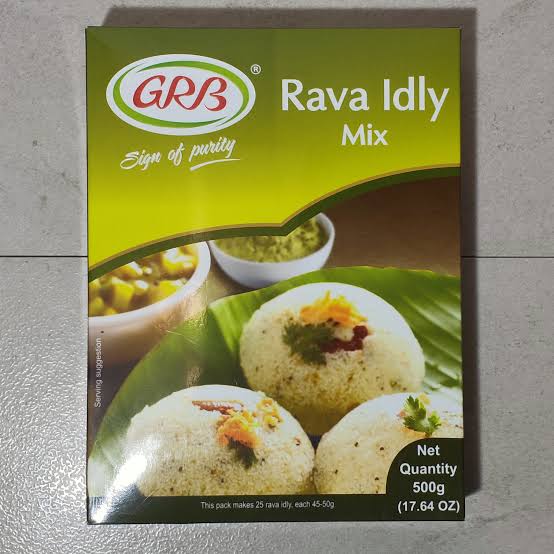 GRB ®
Sign of purity
Rava Idly
Mix
Serving suggestion
Net
Quantity
500g
(17.64 OZ)
This pack makes 25 rava idly, each 45-50g